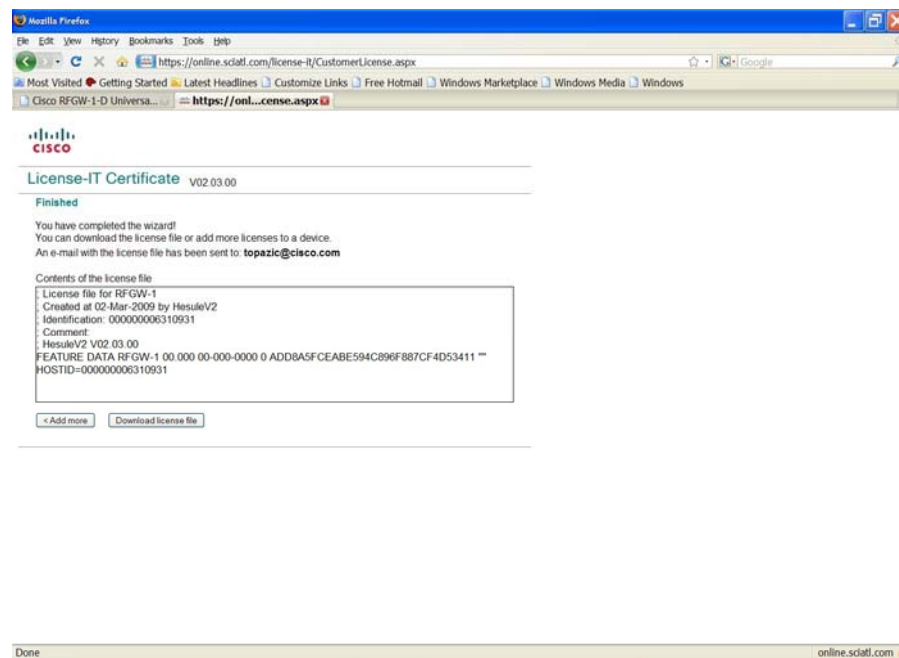 Mozilla Firefox
File Edit View History Bookmarks Tools Help
https://online.sciatl.com/license-it/CustomerLicense.aspx
Google
Most Visited Getting Started Latest Headlines Customize Links Free Hotmail Windows Marketplace Windows Media Windows
Cisco RFGW-1-D Universa... https://onl...cense.aspx
CISCO
License-IT Certificate V02.03.00
Finished
You have completed the wizard!
You can download the license file or add more licenses to a device.
An e-mail with the license file has been sent to: topazic@cisco.com
Contents of the license file
; License file for RFGW-1
; Created at 02-Mar-2009 by HesuleV2
; Identification: 000000006310931
; Comment:
; HesuleV2 V02.03.00
FEATURE DATA RFGW-1 00.000 00-000-0000 0 ADD8A5FCEABE594C896F887CF4D53411 ""
HOSTID=000000006310931
< Add more Download license file
Done online.sciatl.com